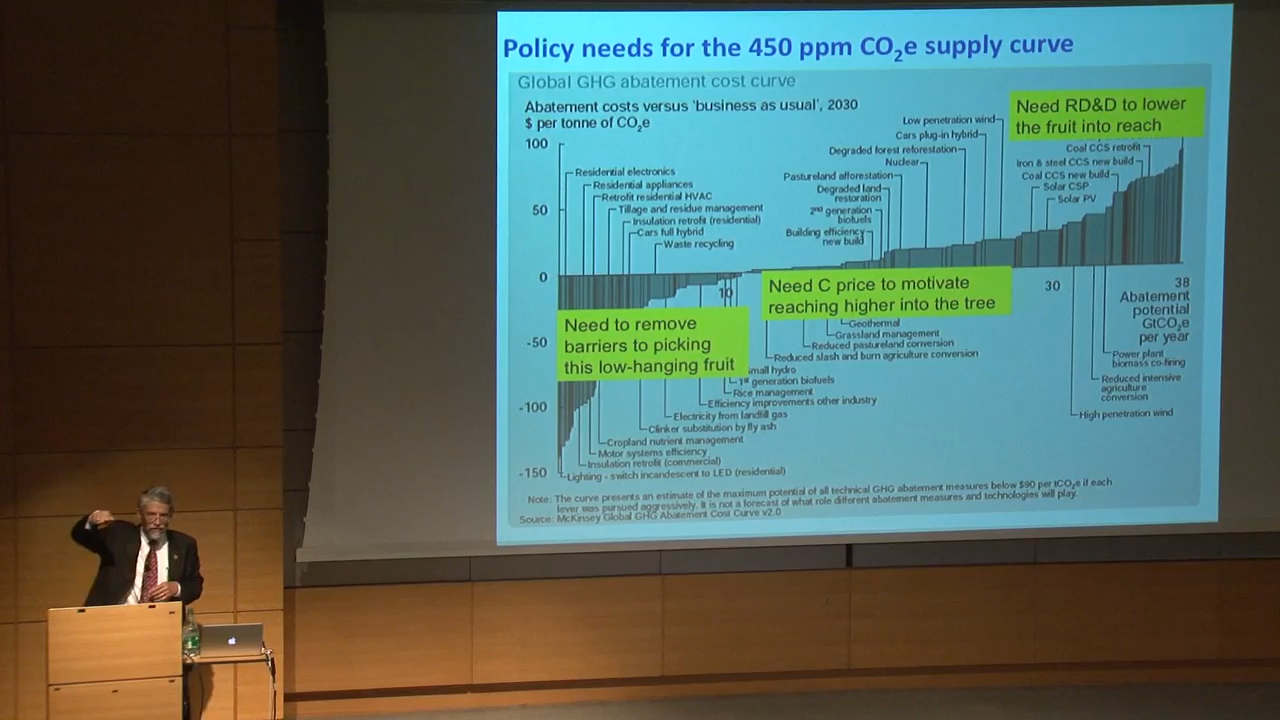 Policy needs for the 450 ppm CO2e supply curve
Global GHG abatement cost curve
Abatement costs versus 'business as usual', 2030
$ per tonne of CO2e
Need RD&D to lower
the fruit into reach
100
50
0
-50
-100
-150
Residential electronics
Residential appliances
Retrofit residential HVAC
Tillage and residue management
Insulation retrofit (residential)
Cars full hybrid
Waste recycling
Low penetration wind
Cars plug-in hybrid
Degraded forest reforestation
Nuclear
Pastureland afforestation
Degraded land
restoration
2nd generation
biofuels
Building efficiency
new build
Coal CCS retrofit
Iron & steel CCS new build
Coal CCS new build
Solar CSP
Solar PV
10
30
38
Abatement
potential
GtCO2e
per year
Need C price to motivate
reaching higher into the tree
Need to remove
barriers to picking
this low-hanging fruit
Geothermal
Grassland management
Reduced pastureland conversion
Reduced slash and burn agriculture conversion
Small hydro
1st generation biofuels
Rice management
Efficiency improvements other industry
Electricity from landfill gas
Clinker substitution by fly ash
Cropland nutrient management
Motor systems efficiency
Insulation retrofit (commercial)
Lighting - switch incandescent to LED (residential)
Power plant
biomass co-firing
Reduced intensive
agriculture
conversion
High penetration wind
Note: The curve presents an estimate of the maximum potential of all technical GHG abatement measures below $90 per tCO2e if each
lever was pursued aggressively. It is not a forecast of what role different abatement measures and technologies will play.
Source: McKinsey Global GHG Abatement Cost Curve v2.0